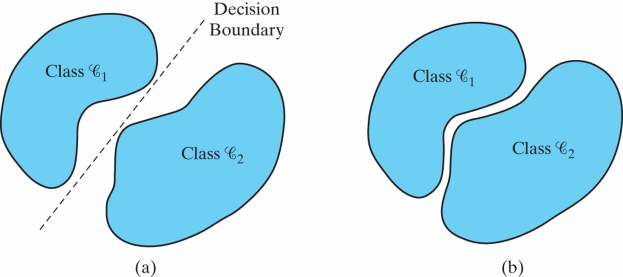 Decision
Boundary
Class 𝒞1
Class 𝒞2
(a)
Class 𝒞1
Class 𝒞2
(b)